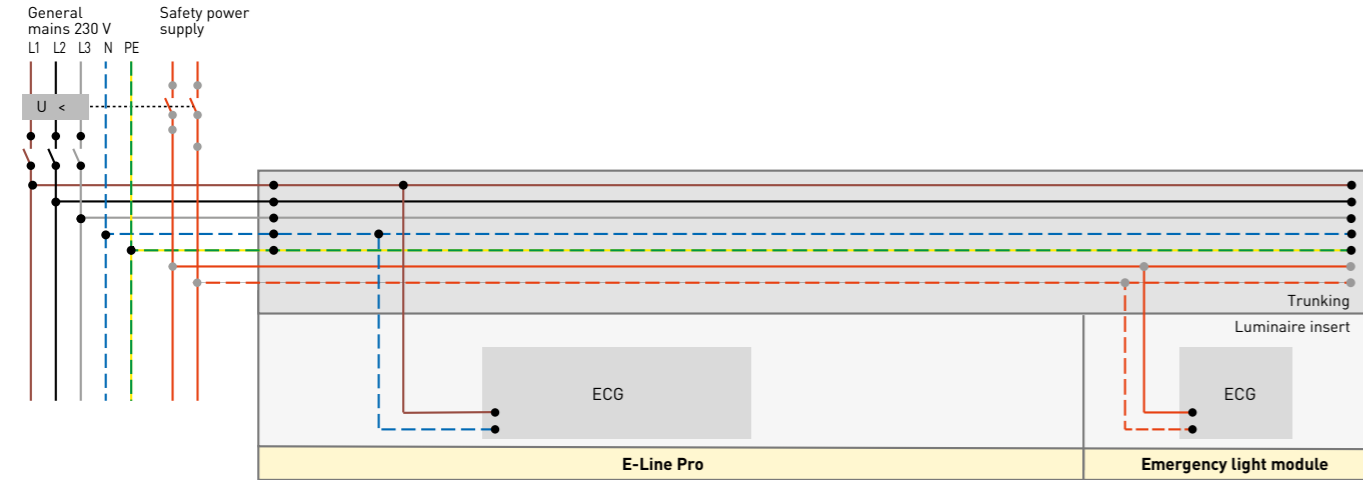 General
mains 230 V
Safety power
supply
L1 L2 L3 N PE
U <
Trunking
Luminaire insert
ECG
ECG
E-Line Pro
Emergency light module